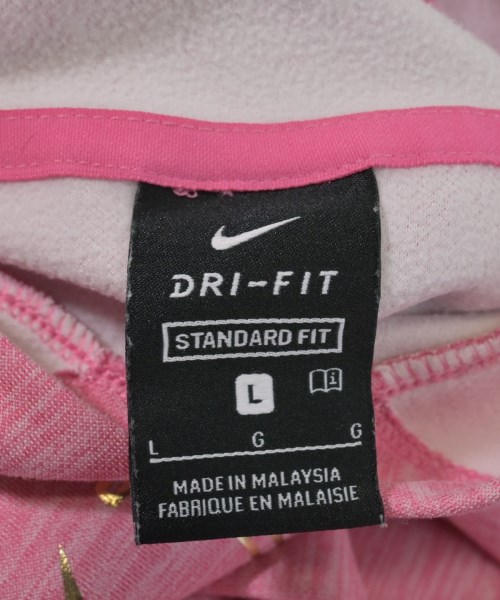 DRI-FIT
STANDARD FIT
L
L G G
MADE IN MALAYSIA
FABRIQUE EN MALAISIE